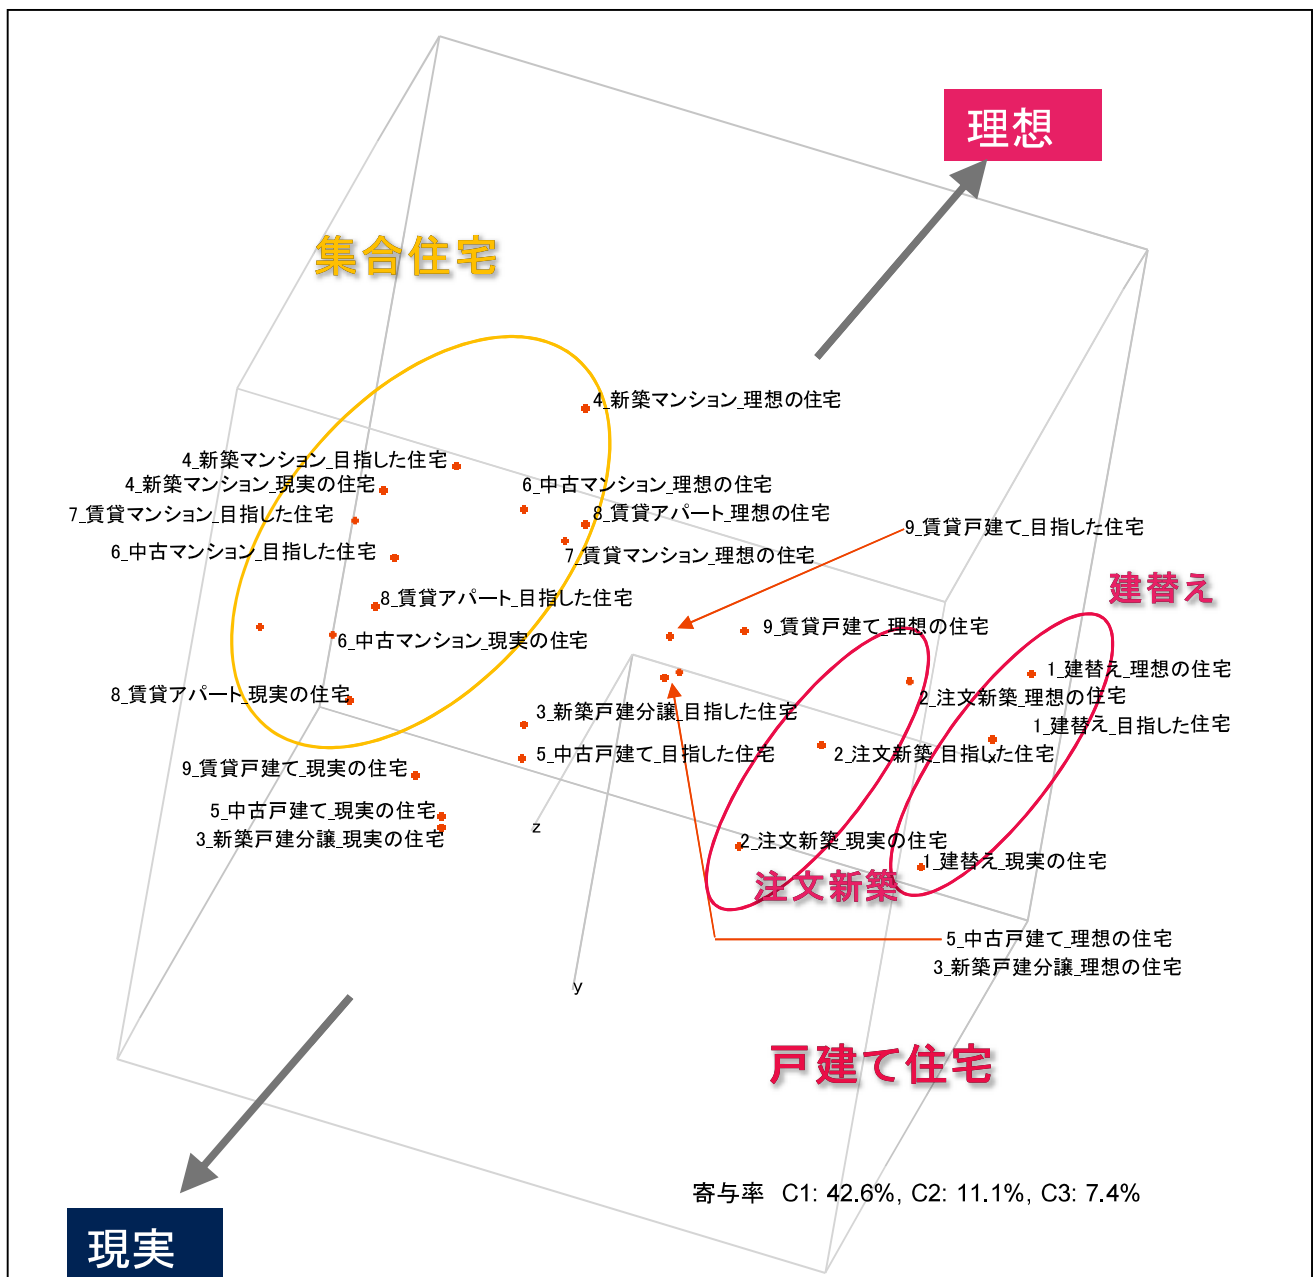 理想
集合住宅
4_新築マンション_理想の住宅
4_新築マンション_目指した住宅
4_新築マンション_現実の住宅
6_中古マンション_理想の住宅
7_賃貸マンション_目指した住宅
8_賃貸アパート_理想の住宅
9_賃貸戸建て_目指した住宅
6_中古マンション_目指した住宅
7_賃貸マンション_理想の住宅
建替え
8_賃貸アパート_目指した住宅
9_賃貸戸建て_理想の住宅
6_中古マンション_現実の住宅
1_建替え_理想の住宅
8_賃貸アパート_現実の住宅
2_注文新築_理想の住宅
3_新築戸建分譲_目指した住宅
1_建替え_目指した住宅
5_中古戸建て_目指した住宅
2_注文新築_目指した住宅
x
9_賃貸戸建て_現実の住宅
5_中古戸建て_現実の住宅
z
3_新築戸建分譲_現実の住宅
2_注文新築_現実の住宅
1_建替え_現実の住宅
注文新築
5_中古戸建て_理想の住宅
3_新築戸建分譲_理想の住宅
y
戸建て住宅
寄与率 C1: 42.6%, C2: 11.1%, C3: 7.4%
現実